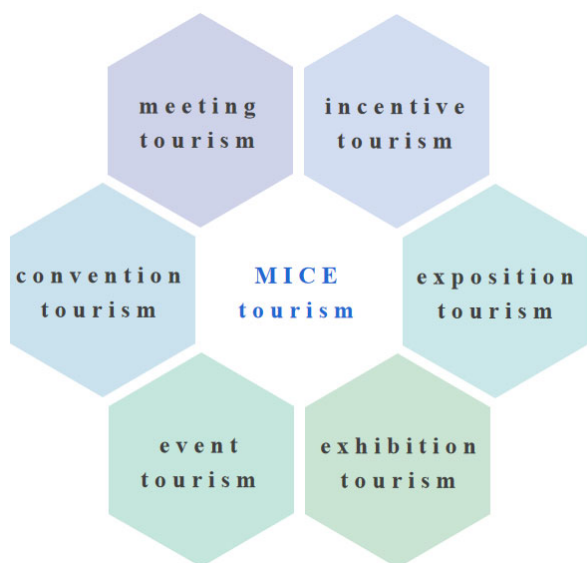 meeting
tourism
incentive
tourism
convention
tourism
MICE
tourism
exposition
tourism
event
tourism
exhibition
tourism